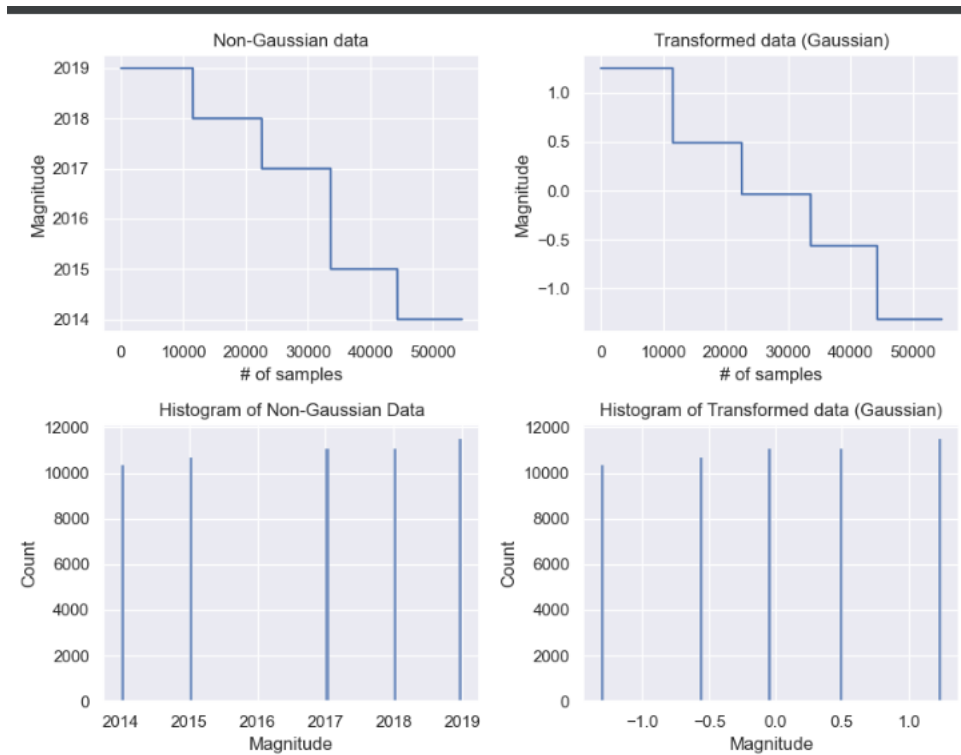 Non-Gaussian data
2019
2018
2017
2016
2015
2014
Magnitude
0 10000 20000 30000 40000 50000
# of samples
Transformed data (Gaussian)
1.0
0.5
0.0
−0.5
−1.0
Magnitude
0 10000 20000 30000 40000 50000
# of samples
Histogram of Non-Gaussian Data
12000
10000
8000
6000
4000
2000
0
Count
2014 2015 2016 2017 2018 2019
Magnitude
Histogram of Transformed data (Gaussian)
12000
10000
8000
6000
4000
2000
0
Count
−1.0 −0.5 0.0 0.5 1.0
Magnitude